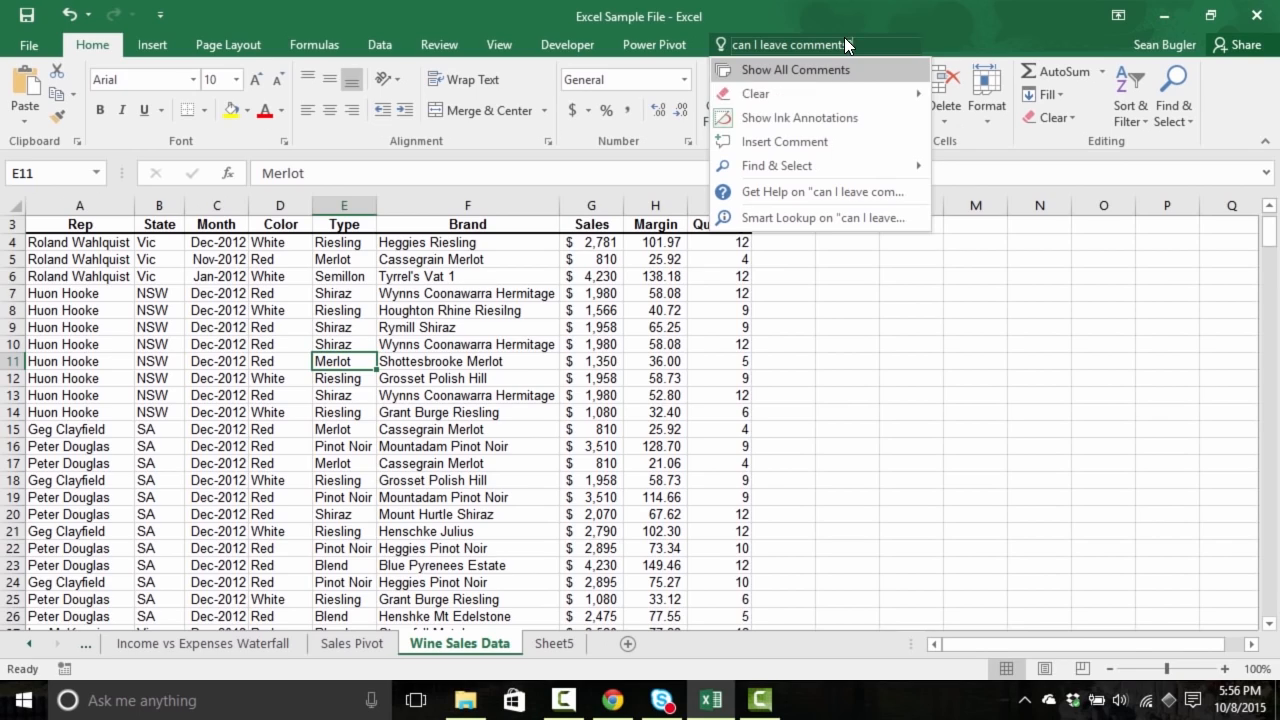 Excel Sample File - Excel
File Home Insert Page Layout Formulas Data Review View Developer Power Pivot can I leave comments Sean Bugler Share
Paste Arial 10 B I U Wrap Text Merge & Center General $ % , Delete Format AutoSum Fill Clear Sort & Filter Find & Select
Clipboard Font Alignment Number Cells Editing
Show All Comments
Clear
Show Ink Annotations
Insert Comment
Find & Select
Get Help on "can I leave com...
Smart Lookup on "can I leave...
E11 fx Merlot
A B C D E F G H M N O P Q
3 Rep State Month Color Type Brand Sales Margin
4 Roland Wahlquist Vic Dec-2012 White Riesling Heggies Riesling $ 2,781 101.97 12
5 Roland Wahlquist Vic Nov-2012 Red Merlot Cassegrain Merlot $ 810 25.92 4
6 Roland Wahlquist Vic Jan-2012 White Semillon Tyrrel's Vat 1 $ 4,230 138.18 12
7 Huon Hooke NSW Dec-2012 Red Shiraz Wynns Coonawarra Hermitage $ 1,980 58.08 12
8 Huon Hooke NSW Dec-2012 White Riesling Houghton Rhine Riesilng $ 1,566 40.72 9
9 Huon Hooke NSW Dec-2012 Red Shiraz Rymill Shiraz $ 1,958 65.25 9
10 Huon Hooke NSW Dec-2012 Red Shiraz Wynns Coonawarra Hermitage $ 1,980 58.08 12
11 Huon Hooke NSW Dec-2012 Red Merlot Shottesbrooke Merlot $ 1,350 36.00 5
12 Huon Hooke NSW Dec-2012 White Riesling Grosset Polish Hill $ 1,958 58.73 9
13 Huon Hooke NSW Dec-2012 Red Shiraz Wynns Coonawarra Hermitage $ 1,980 52.80 12
14 Huon Hooke NSW Dec-2012 White Riesling Grant Burge Riesling $ 1,080 32.40 6
15 Geg Clayfield SA Dec-2012 Red Merlot Cassegrain Merlot $ 810 25.92 4
16 Peter Douglas SA Dec-2012 Red Pinot Noir Mountadam Pinot Noir $ 3,510 128.70 9
17 Peter Douglas SA Dec-2012 Red Merlot Cassegrain Merlot $ 810 21.06 4
18 Geg Clayfield SA Dec-2012 White Riesling Grosset Polish Hill $ 1,958 58.73 9
19 Peter Douglas SA Dec-2012 Red Pinot Noir Mountadam Pinot Noir $ 3,510 114.66 9
20 Peter Douglas SA Dec-2012 Red Shiraz Mount Hurtle Shiraz $ 2,070 67.62 12
21 Geg Clayfield SA Dec-2012 White Riesling Henschke Julius $ 2,790 102.30 12
22 Peter Douglas SA Dec-2012 Red Pinot Noir Heggies Pinot Noir $ 2,895 73.34 10
23 Peter Douglas SA Dec-2012 Red Blend Blue Pyrenees Estate $ 4,230 149.46 12
24 Geg Clayfield SA Dec-2012 Red Pinot Noir Heggies Pinot Noir $ 2,895 75.27 10
25 Peter Douglas SA Dec-2012 White Riesling Grant Burge Riesling $ 1,080 33.12 6
26 Peter Douglas SA Dec-2012 Red Blend Henshke Mt Edelstone $ 2,475 77.55 5
... Income vs Expenses Waterfall Sales Pivot Wine Sales Data Sheet5
Ready 100%
Ask me anything 5:56 PM
10/8/2015